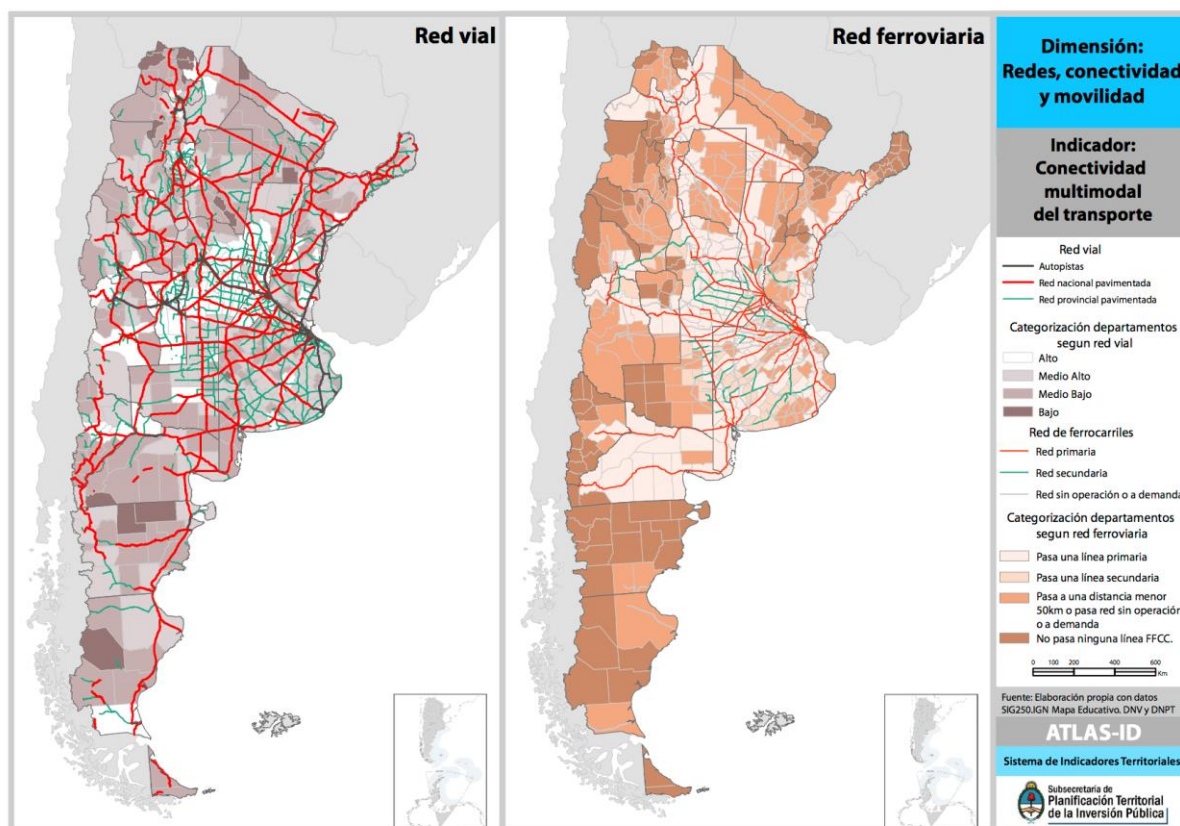 Red vial
Red ferroviaria
Dimensión:
Redes, conectividad
y movilidad
Indicador:
Conectividad
multimodal
del transporte
Red vial
Autopistas
Red nacional pavimentada
Red provincial pavimentada
Categorización departamentos
segun red vial
Alto
Medio Alto
Medio Bajo
Bajo
Red de ferrocarriles
Red primaria
Red secundaria
Red sin operación o a demanda
Categorización departamentos
segun red ferroviaria
Pasa una línea primaria
Pasa una línea secundaria
Pasa a una distancia menor
50km o pasa red sin operación
o a demanda
No pasa ninguna línea FFCC.
0 100 200 400 600
Km
Fuente: Elaboración propia con datos
SIG250.IGN Mapa Educativo. DNV y DNPT
ATLAS-ID
Sistema de Indicadores Territoriales
Subsecretaría de
Planificación Territorial
de la Inversión Pública